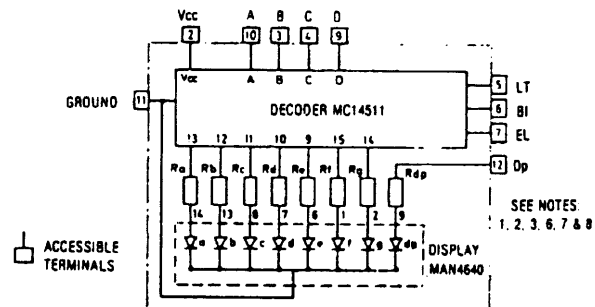 Vcc A B C D
2 10 3 4 9
Vcc A B C D
GROUND 11
DECODER MC14511
5 LT
6 BI
7 EL
13 12 11 10 9 15 14
12 Dp
Ra Rb Rc Rd Re Rf Rg Rdp
14 13 8 7 6 1 2 9
a b c d e f g dp
SEE NOTES:
1, 2, 3, 6, 7 & 8
ACCESSIBLE
TERMINALS
DISPLAY
MAN4640